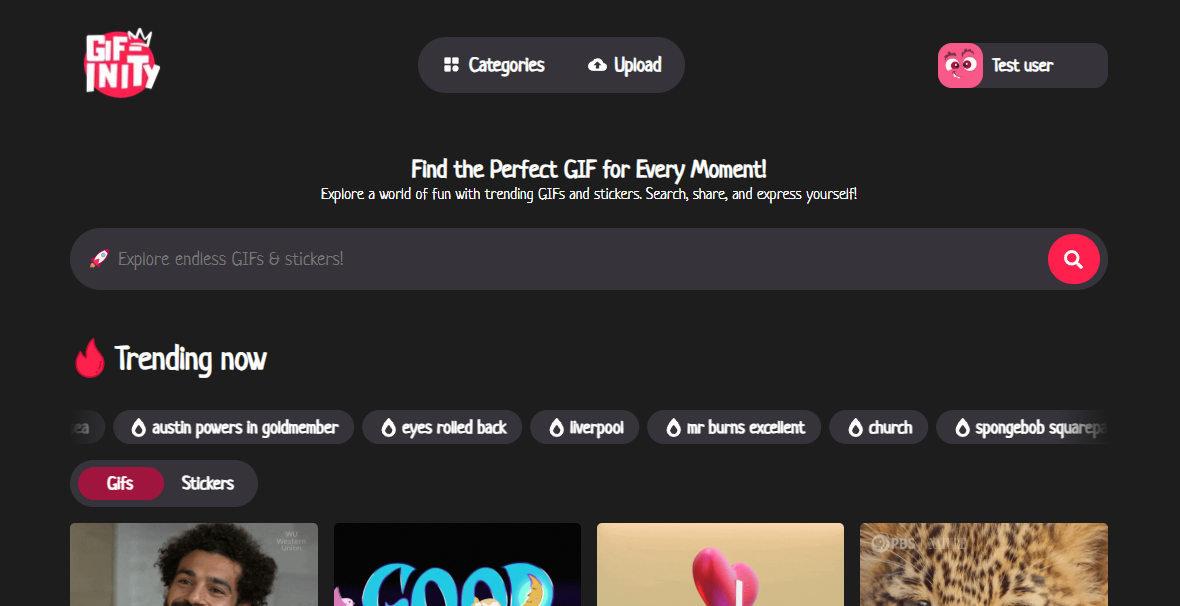 GIF-
INITY
Categories
Upload
Test user
Find the Perfect GIF for Every Moment!
Explore a world of fun with trending GIFs and stickers. Search, share, and express yourself!
Explore endless GIFs & stickers!
Trending now
ea
austin powers in goldmember
eyes rolled back
liverpool
mr burns excellent
church
spongebob squarepa
Gifs
Stickers
WU
Western
Union
GOOD
PBS